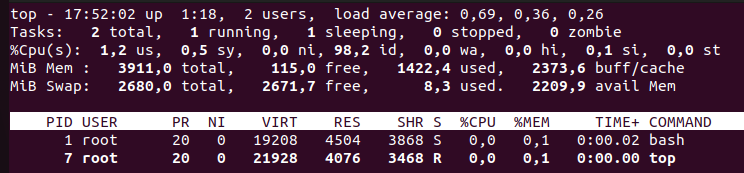 top - 17:52:02 up  1:18,  2 users,  load average: 0,69, 0,36, 0,26
Tasks:   2 total,   1 running,   1 sleeping,   0 stopped,   0 zombie
%Cpu(s):  1,2 us,  0,5 sy,  0,0 ni, 98,2 id,  0,0 wa,  0,0 hi,  0,1 si,  0,0 st
MiB Mem :   3911,0 total,    115,0 free,   1422,4 used,   2373,6 buff/cache
MiB Swap:   2680,0 total,   2671,7 free,      8,3 used.   2209,9 avail Mem
PID USER      PR  NI    VIRT    RES    SHR S  %CPU  %MEM     TIME+ COMMAND
1 root      20   0   19208   4504   3868 S   0,0   0,1   0:00.02 bash
7 root      20   0   21928   4076   3468 R   0,0   0,1   0:00.00 top